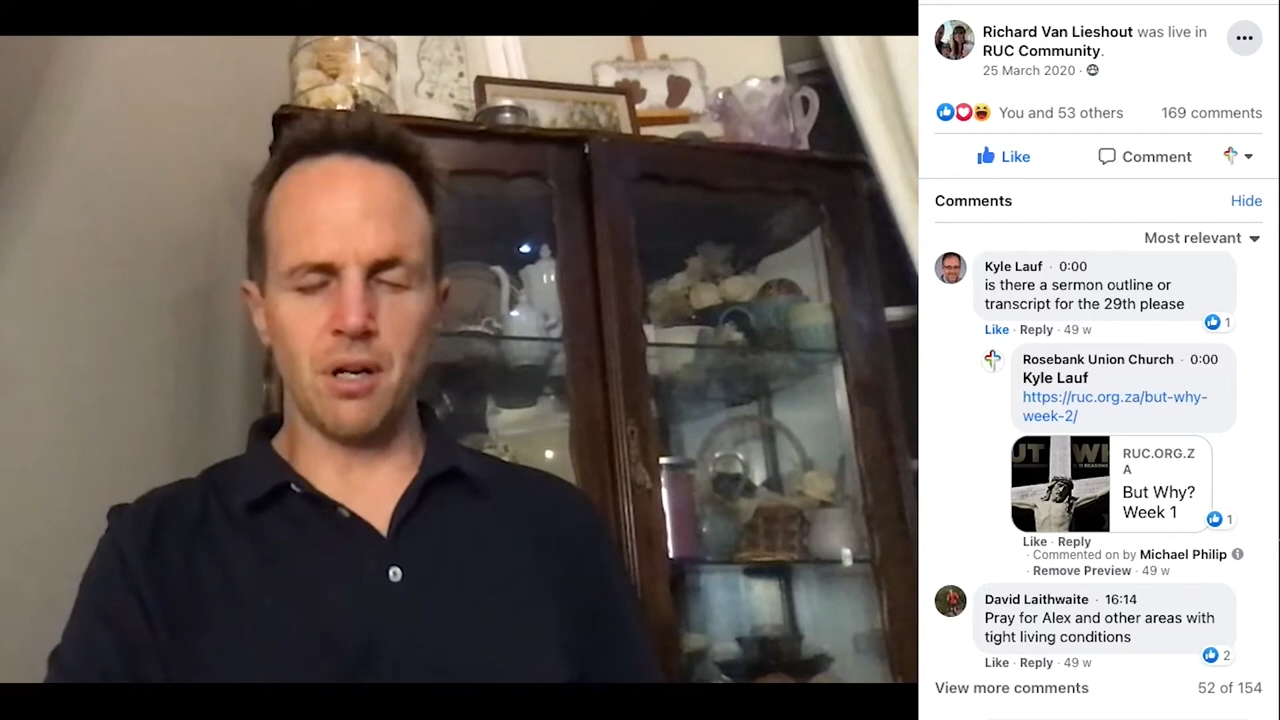 Richard Van Lieshout was live in
RUC Community.
25 March 2020 ·
You and 53 others
169 comments
Like
Comment
Comments
Hide
Most relevant
Kyle Lauf · 0:00
is there a sermon outline or
transcript for the 29th please
Like · Reply · 49 w
1
Rosebank Union Church · 0:00
Kyle Lauf
https://ruc.org.za/but-why-
week-2/
UT WH
RUC.ORG.Z
A
But Why?
Week 1
1
Like · Reply
· Commented on by Michael Philip
· Remove Preview · 49 w
David Laithwaite · 16:14
Pray for Alex and other areas with
tight living conditions
2
Like · Reply · 49 w
View more comments
52 of 154